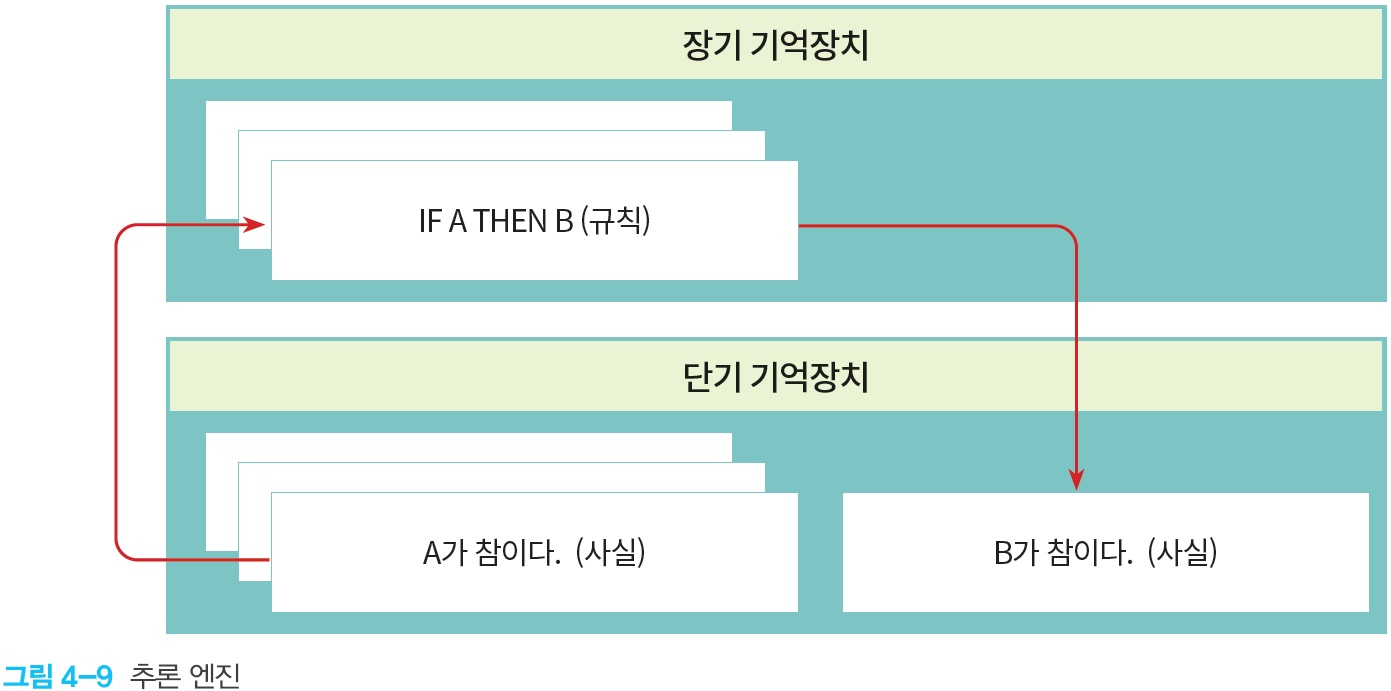 장기 기억장치
IF A THEN B (규칙)
단기 기억장치
A가 참이다. (사실)
B가 참이다. (사실)
그림 4-9 추론 엔진